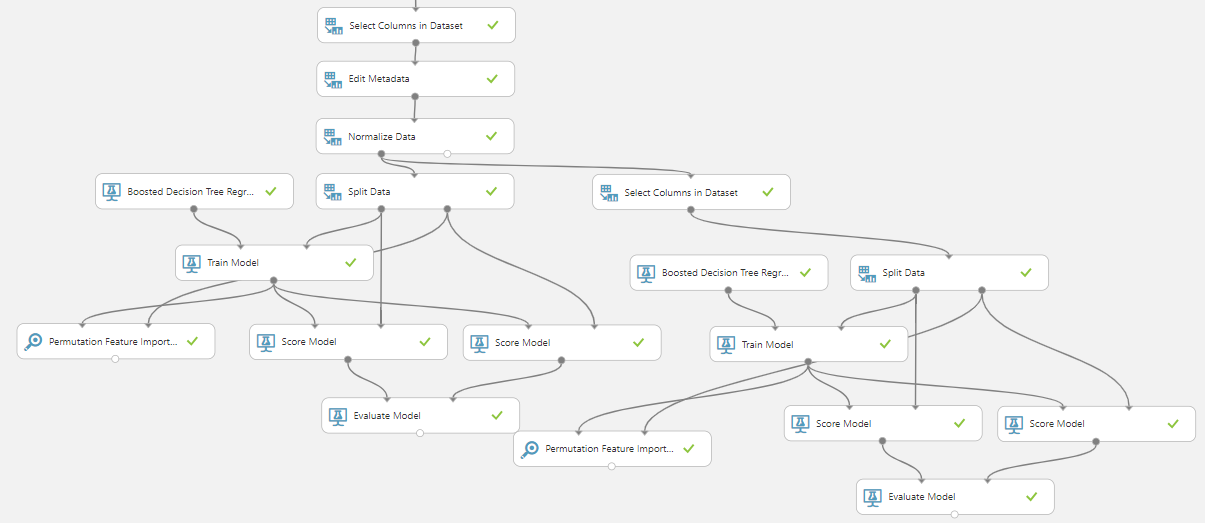 Select Columns in Dataset
Edit Metadata
Normalize Data
Boosted Decision Tree Regr...
Split Data
Select Columns in Dataset
Train Model
Boosted Decision Tree Regr...
Split Data
Permutation Feature Import...
Score Model
Score Model
Train Model
Evaluate Model
Permutation Feature Import...
Score Model
Score Model
Evaluate Model